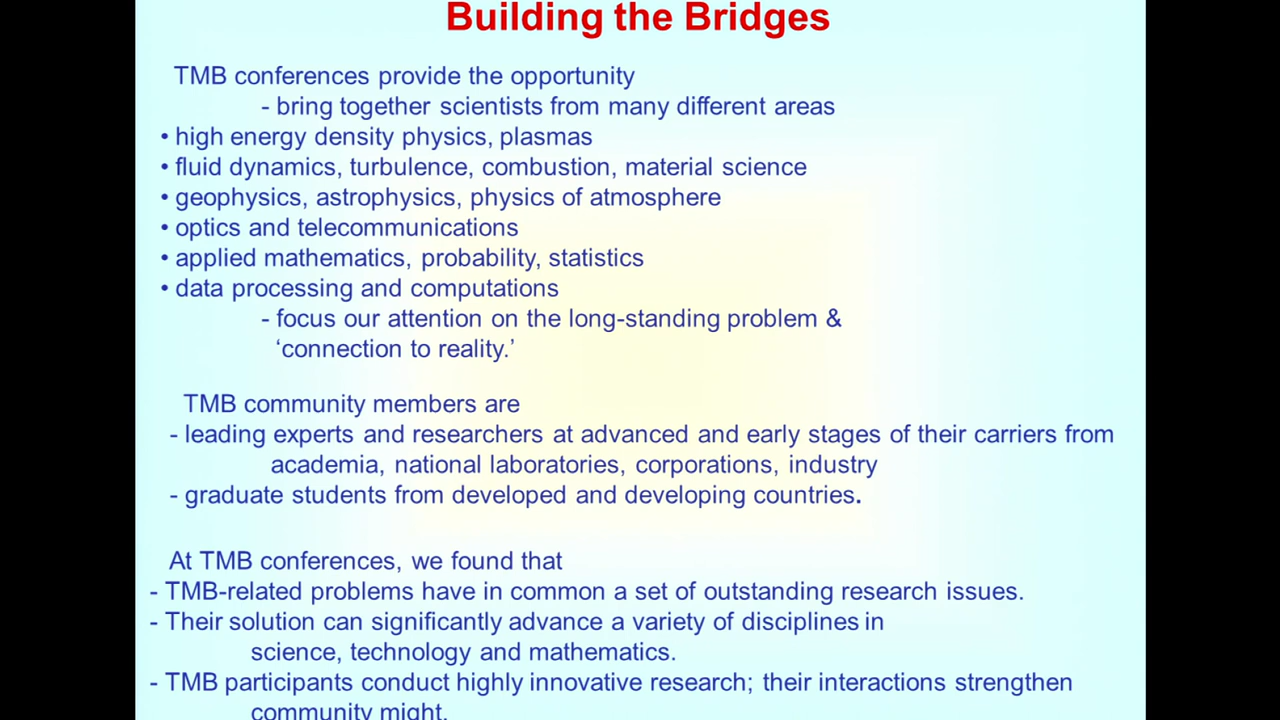 Building the Bridges
TMB conferences provide the opportunity
- bring together scientists from many different areas
• high energy density physics, plasmas
• fluid dynamics, turbulence, combustion, material science
• geophysics, astrophysics, physics of atmosphere
• optics and telecommunications
• applied mathematics, probability, statistics
• data processing and computations
- focus our attention on the long-standing problem &
‘connection to reality.’
TMB community members are
- leading experts and researchers at advanced and early stages of their carriers from
academia, national laboratories, corporations, industry
- graduate students from developed and developing countries.
At TMB conferences, we found that
- TMB-related problems have in common a set of outstanding research issues.
- Their solution can significantly advance a variety of disciplines in
science, technology and mathematics.
- TMB participants conduct highly innovative research; their interactions strengthen
community might.